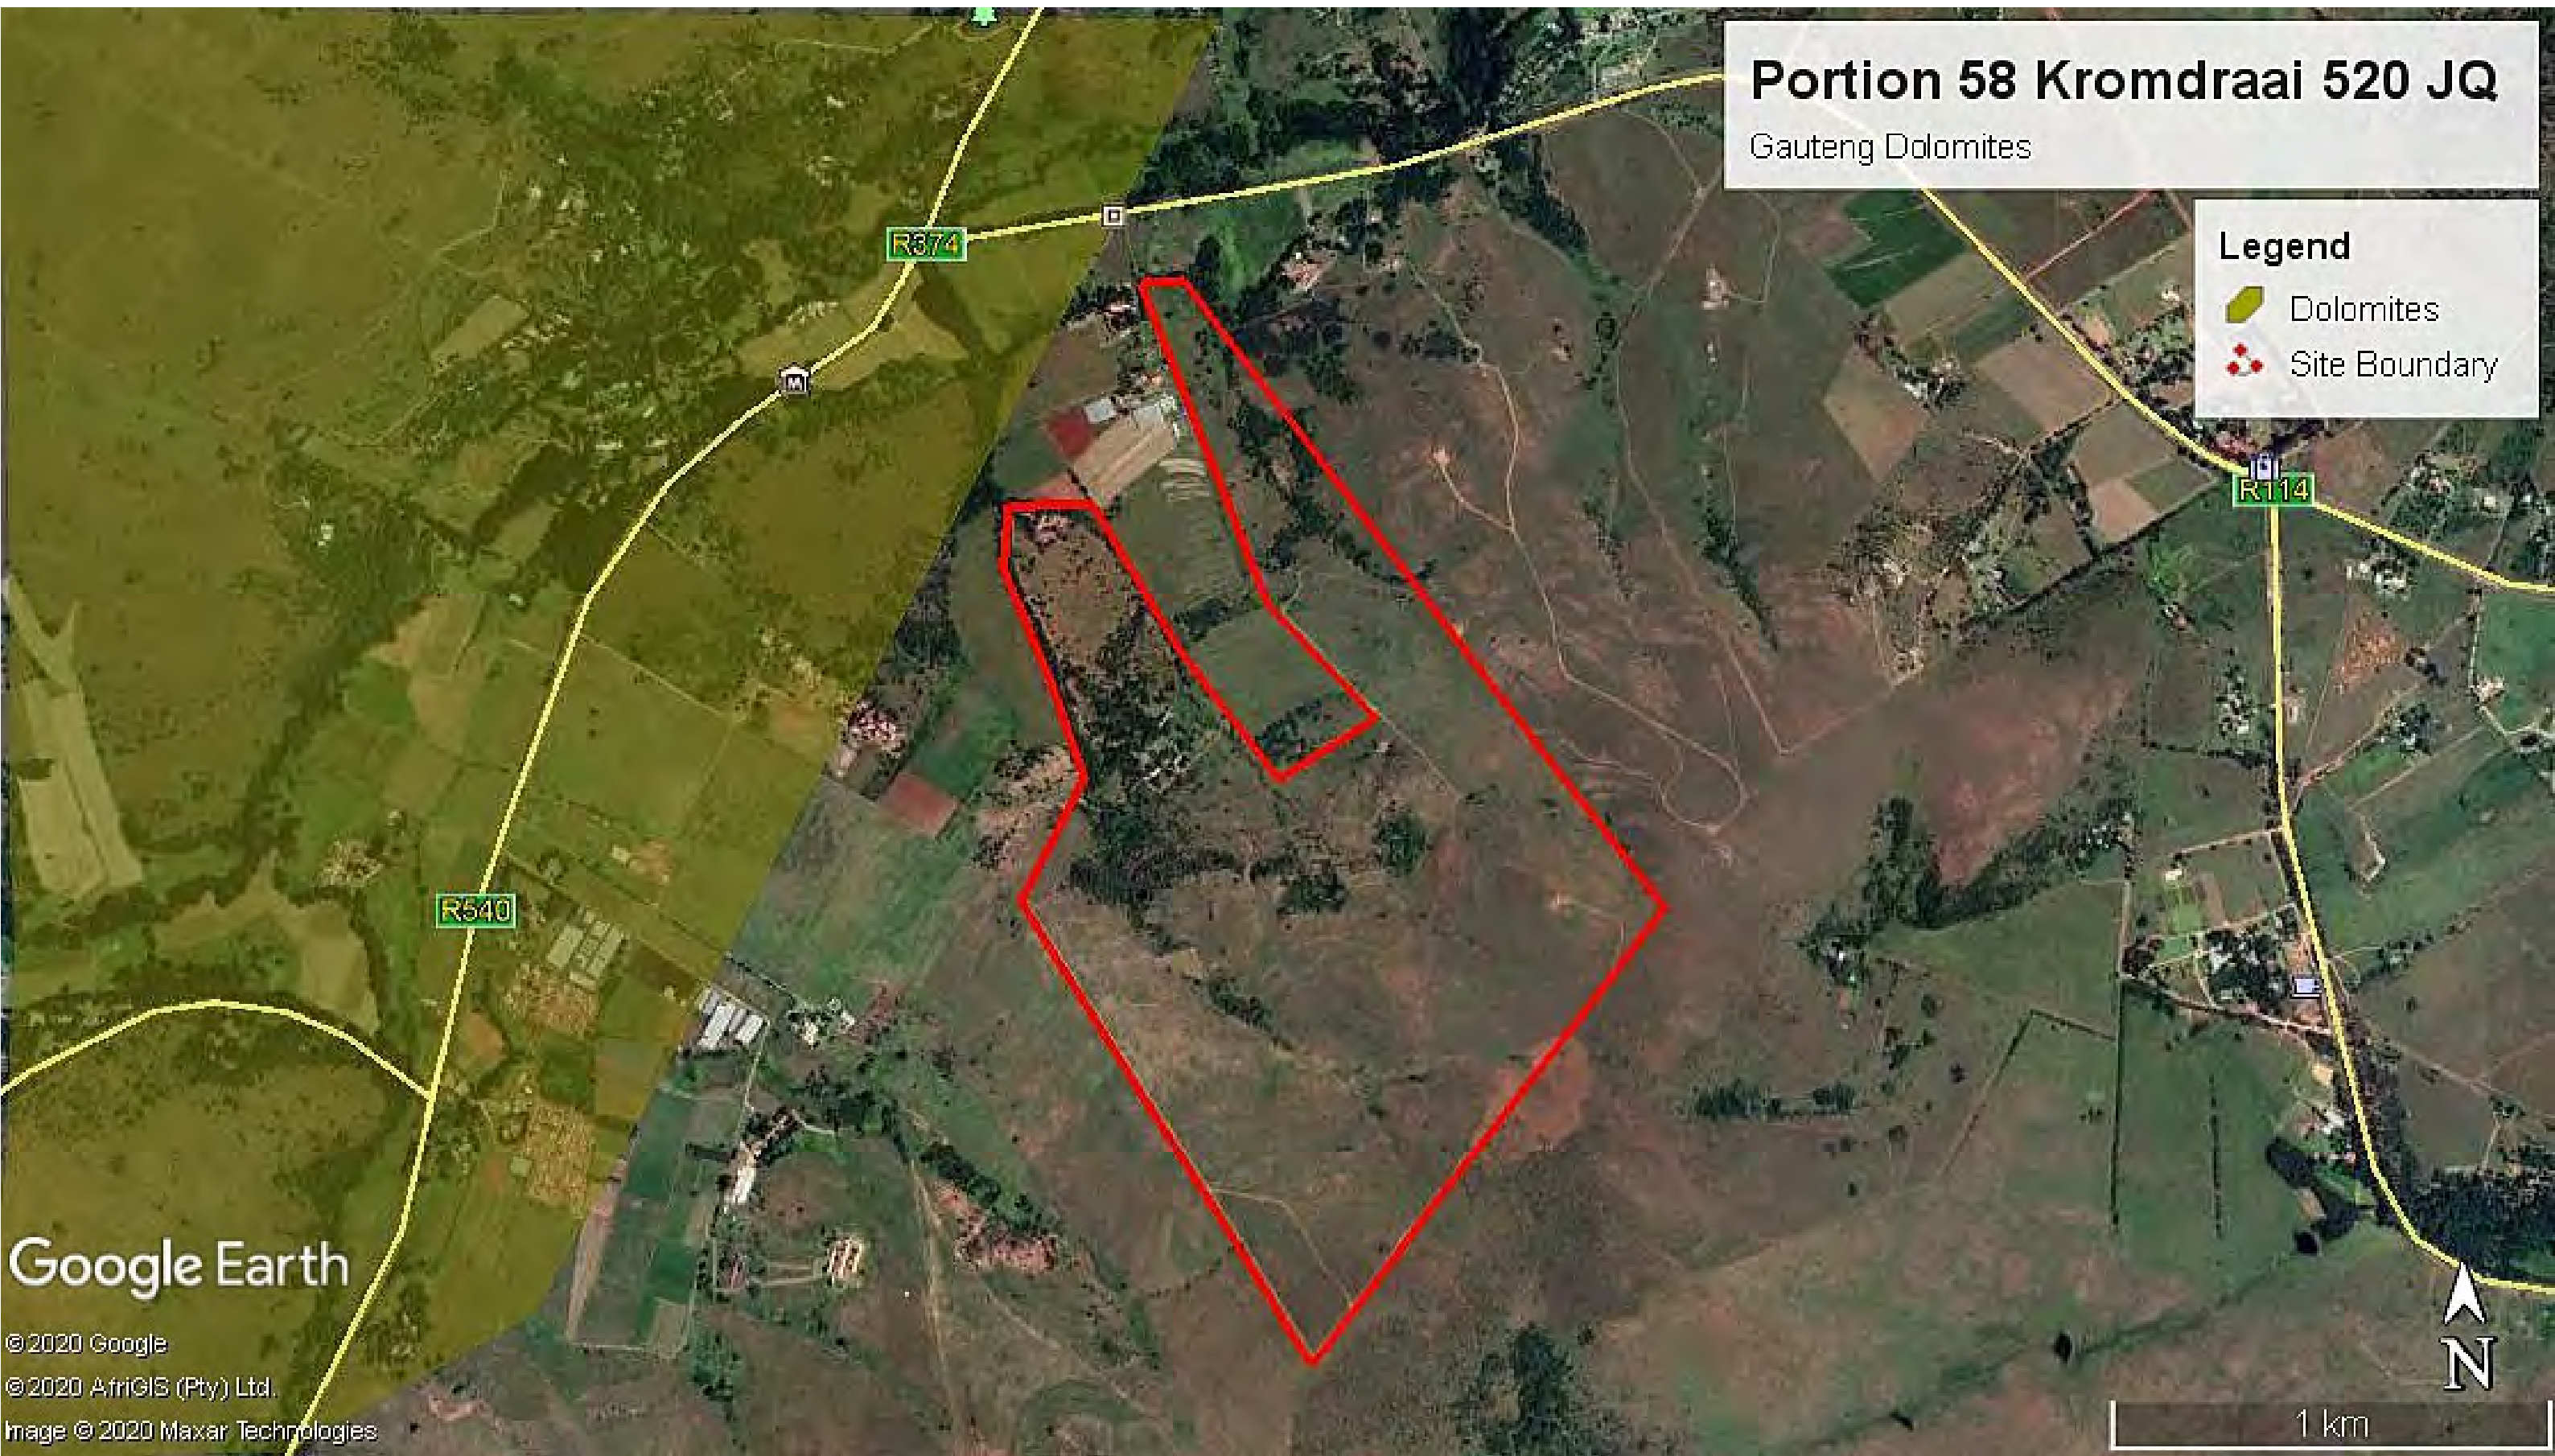 Portion 58 Kromdraai 520 JQ
Gauteng Dolomites
Legend
Dolomites
Site Boundary
R374
M
R114
R540
Google Earth
© 2020 Google
© 2020 AfriGIS (Pty) Ltd.
Image © 2020 Maxar Technologies
N
1 km